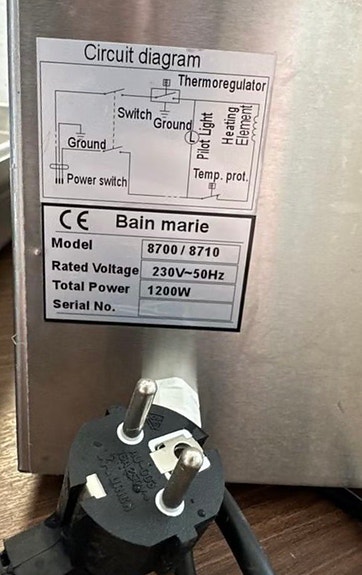 Circuit diagram
Thermoregulator
Switch
Ground
Pilot Light
Heating Element
Ground
Temp. prot.
Power switch
CE Bain marie
Model 8700 / 8710
Rated Voltage 230V~50Hz
Total Power 1200W
Serial No.